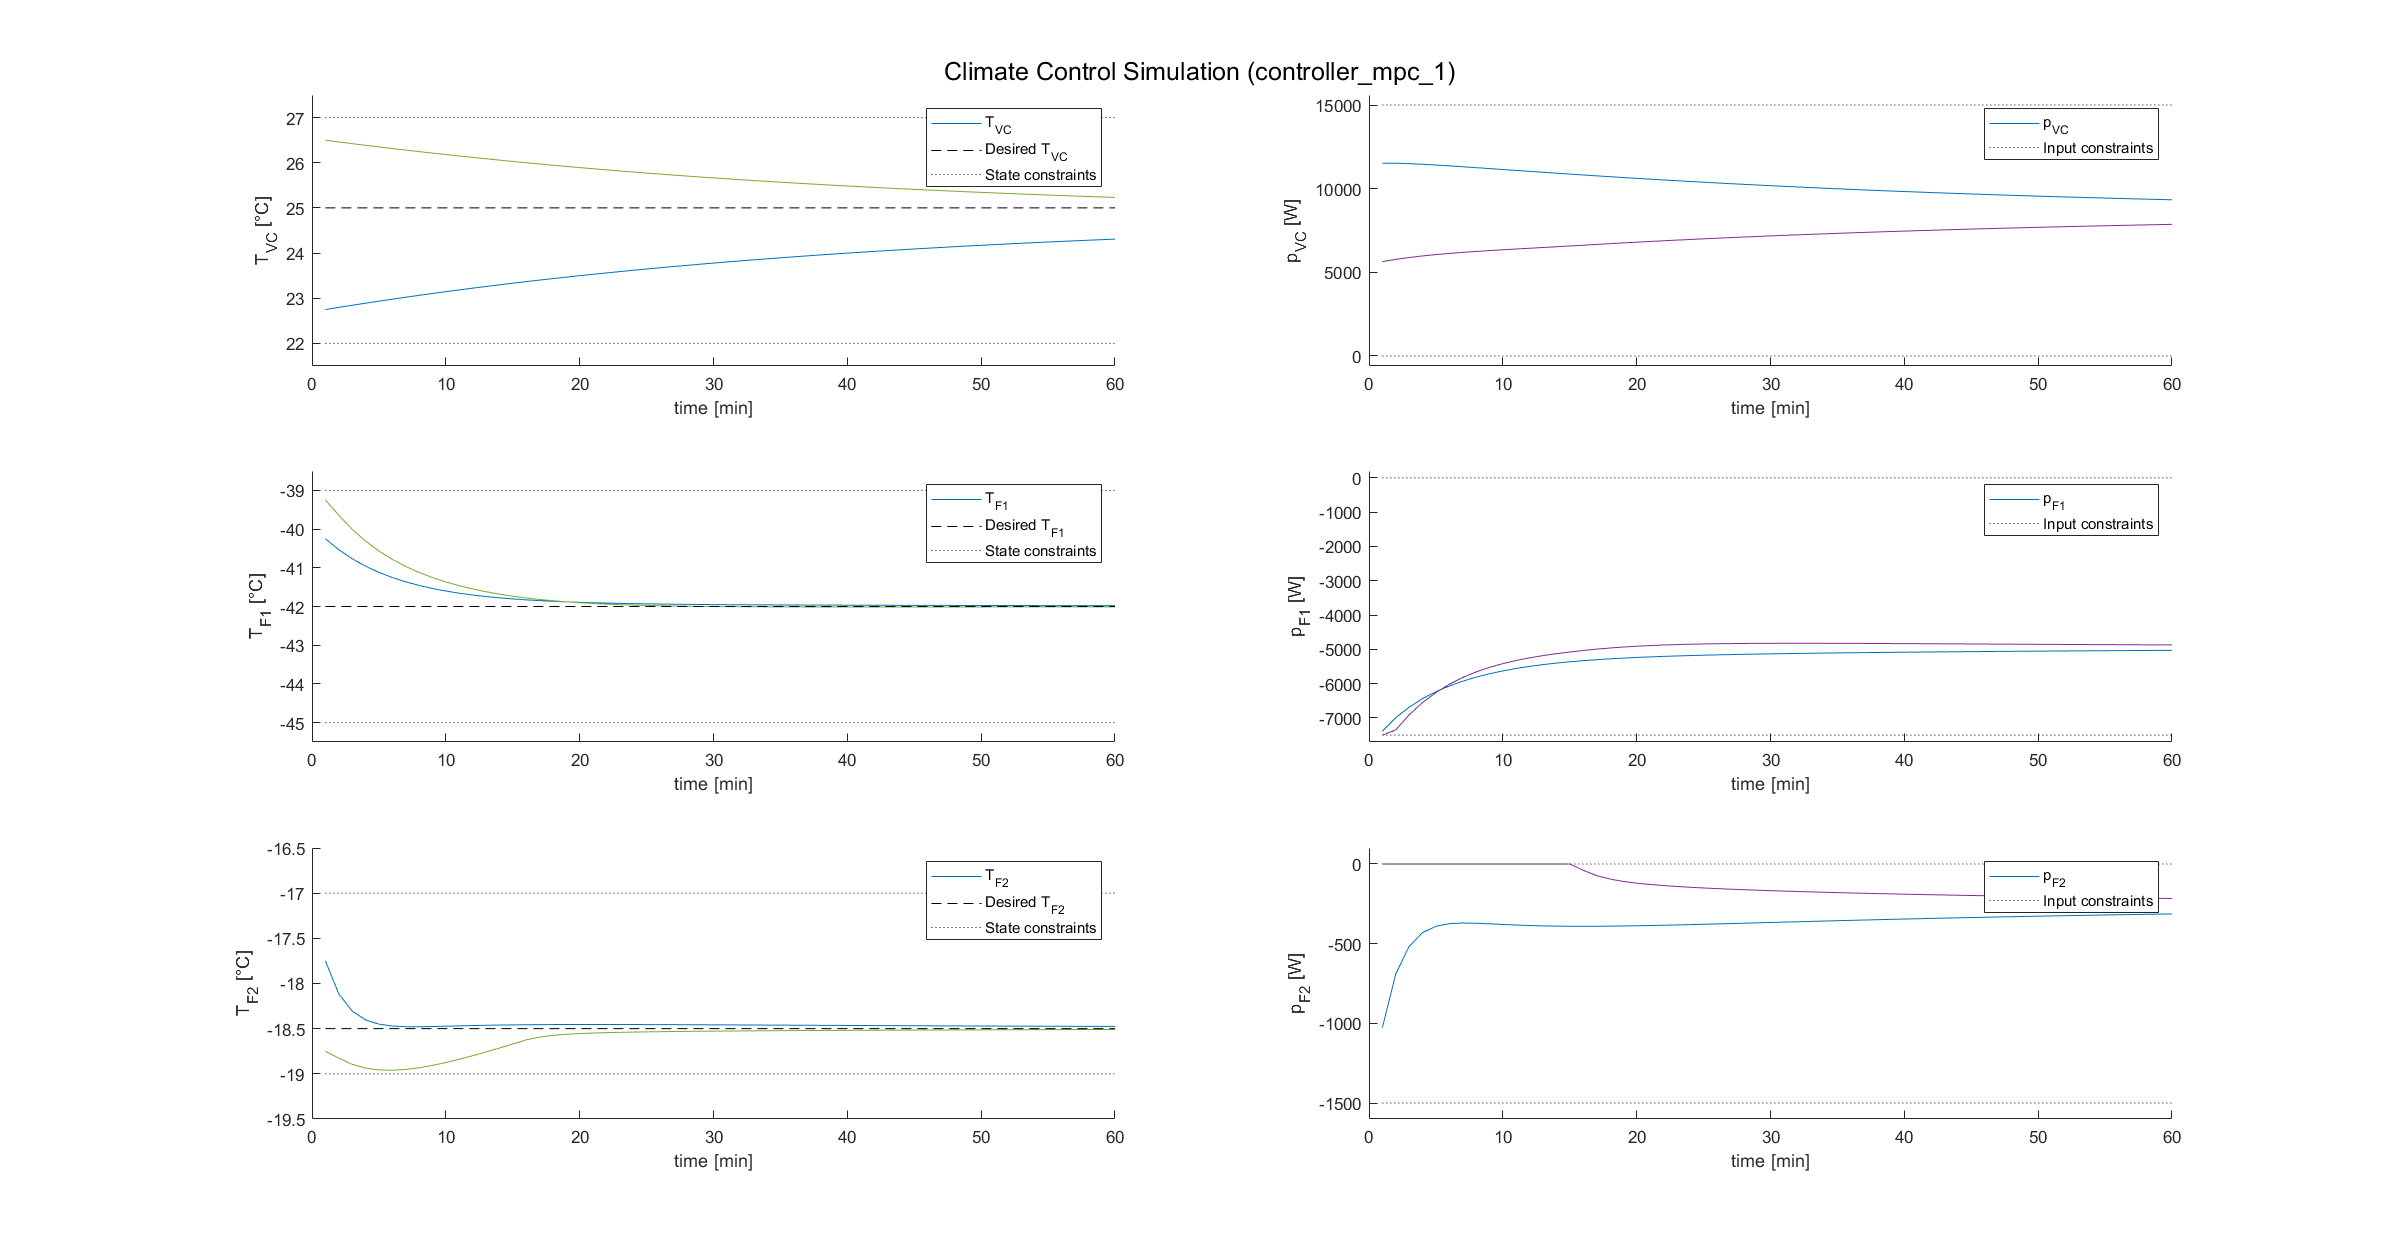 Climate Control Simulation (controller_mpc_1)
27
26
25
24
23
22
T_VC [°C]
T_VC
Desired T_VC
State constraints
0 10 20 30 40 50 60
time [min]
15000
10000
5000
0
p_VC [W]
p_VC
Input constraints
0 10 20 30 40 50 60
time [min]
-39
-40
-41
-42
-43
-44
-45
T_F1 [°C]
T_F1
Desired T_F1
State constraints
0 10 20 30 40 50 60
time [min]
0
-1000
-2000
-3000
-4000
-5000
-6000
-7000
p_F1 [W]
p_F1
Input constraints
0 10 20 30 40 50 60
time [min]
-16.5
-17
-17.5
-18
-18.5
-19
-19.5
T_F2 [°C]
T_F2
Desired T_F2
State constraints
0 10 20 30 40 50 60
time [min]
0
-500
-1000
-1500
p_F2 [W]
p_F2
Input constraints
0 10 20 30 40 50 60
time [min]